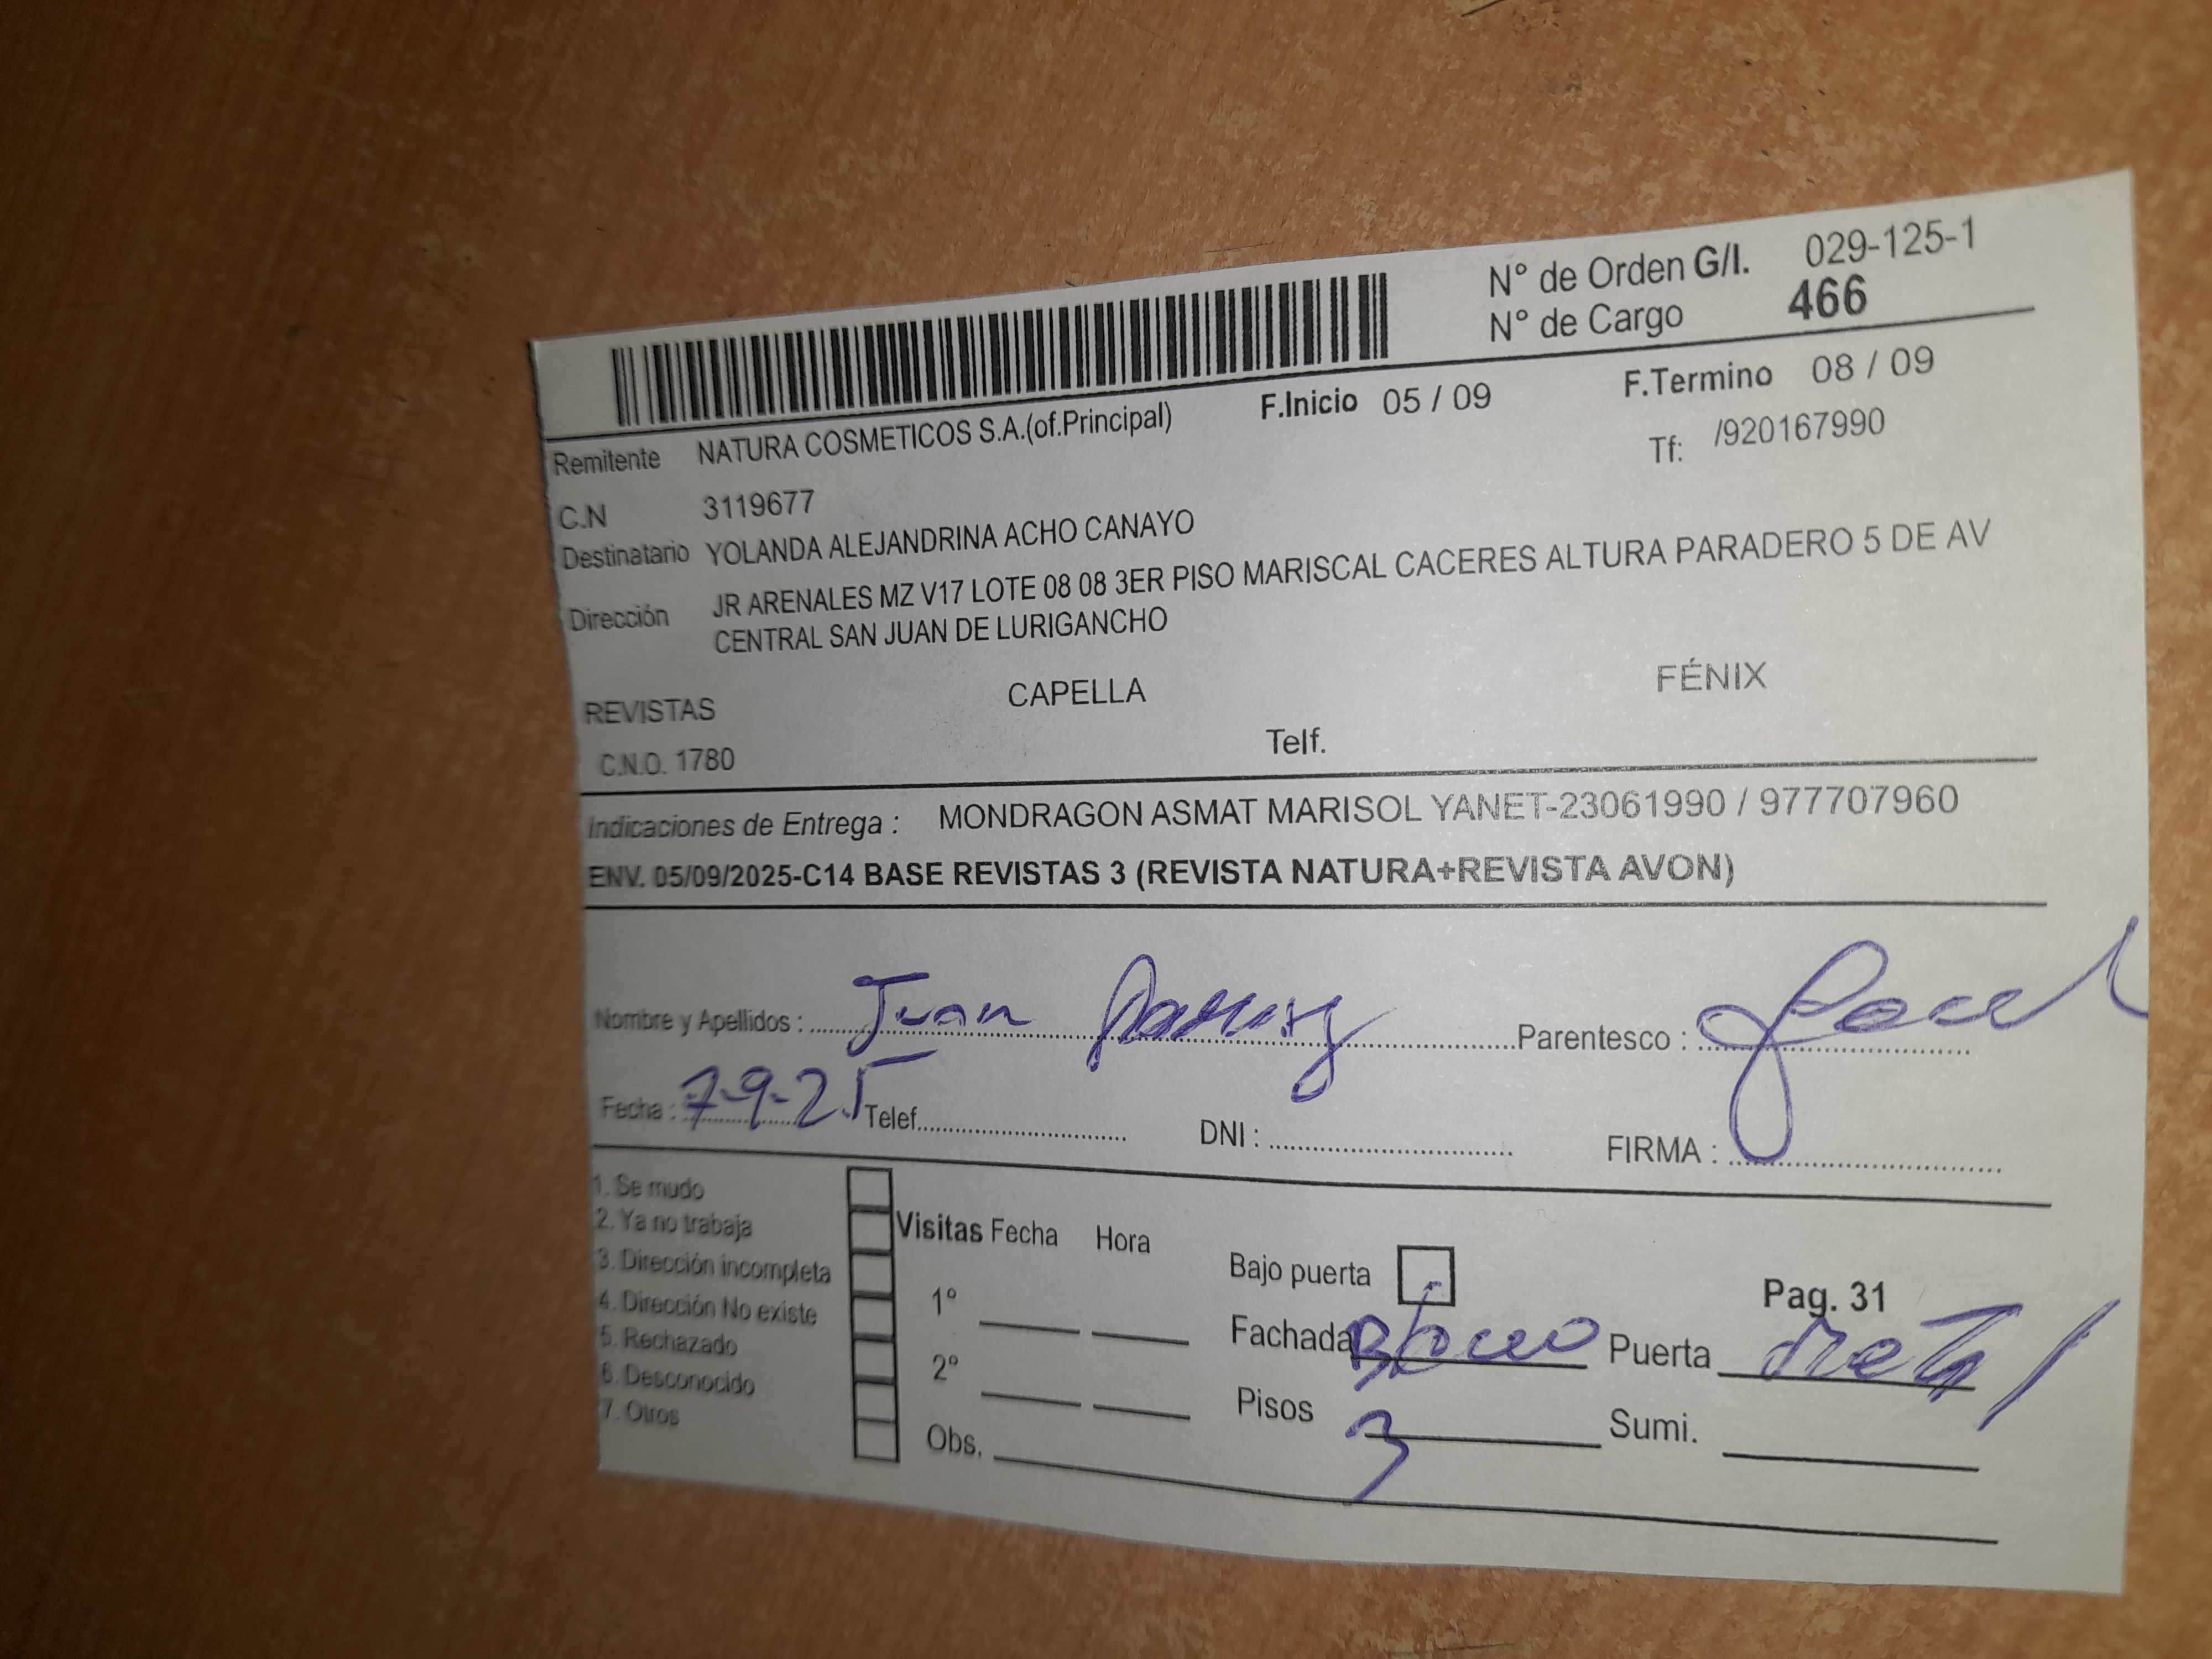 N° de Orden G/I. 029-125-1
N° de Cargo 466
F.Inicio 05 / 09 F.Termino 08 / 09
Remitente NATURA COSMETICOS S.A.(of.Principal) Tf: /920167990
C.N 3119677
Destinatario YOLANDA ALEJANDRINA ACHO CANAYO
Dirección JR ARENALES MZ V17 LOTE 08 08 3ER PISO MARISCAL CACERES ALTURA PARADERO 5 DE AV
CENTRAL SAN JUAN DE LURIGANCHO
REVISTAS CAPELLA FÉNIX
C.N.O. 1780 Telf.
Indicaciones de Entrega : MONDRAGON ASMAT MARISOL YANET-23061990 / 977707960
ENV. 05/09/2025-C14 BASE REVISTAS 3 (REVISTA NATURA+REVISTA AVON)
Nombre y Apellidos : Juan Parentesco :
Fecha : 7-9-25 Telef. DNI : FIRMA :
1. Se mudo
2. Ya no trabaja
3. Dirección incompleta
4. Dirección No existe
5. Rechazado
6. Desconocido
7. Otros
Visitas Fecha Hora
1°
2°
Obs.
Bajo puerta Pag. 31
Fachada Blanco Puerta metal
Pisos 3 Sumi.